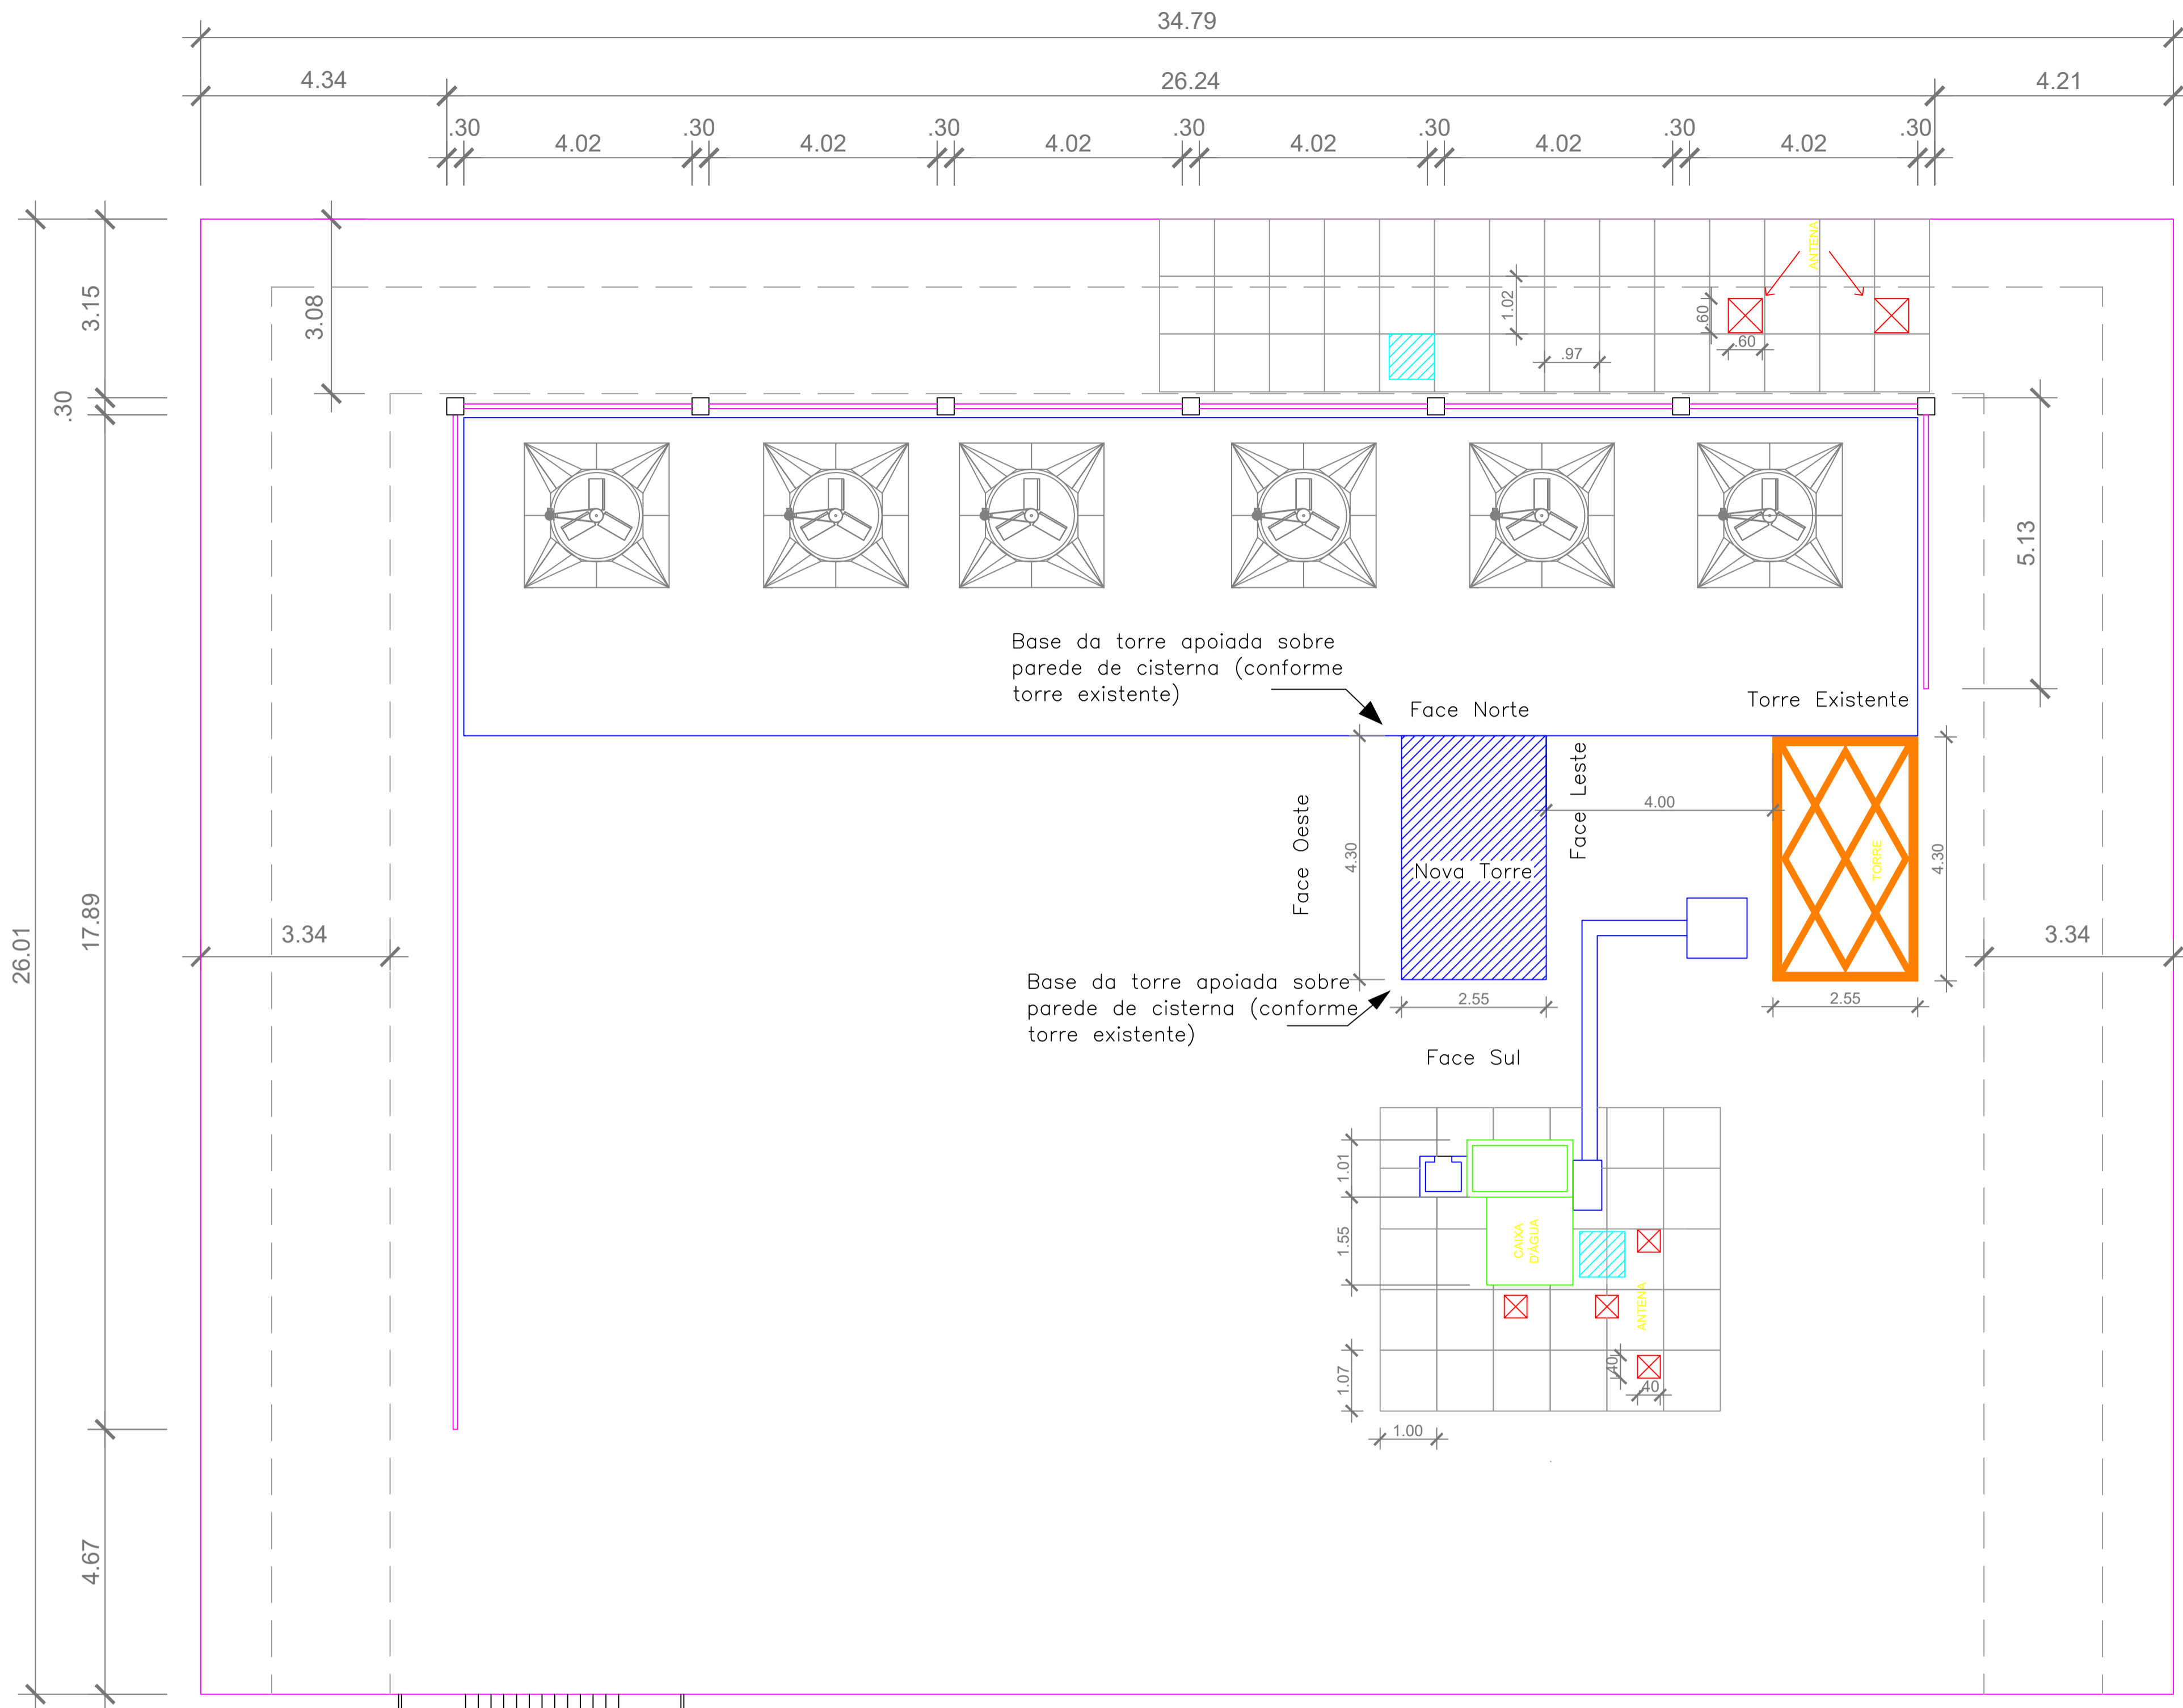 34.79
4.34
26.24
4.21
.30
.30
.30
.30
.30
.30
.30
4.02
4.02
4.02
4.02
4.02
4.02
3.15
3.08
.30
ANTENA
1.02
.60
.60
.97
5.13
Base da torre apoiada sobre
parede de cisterna (conforme
torre existente)
Face Norte
Torre Existente
Face Leste
Face Oeste
4.00
4.30
Nova Torre
TORRE
4.30
17.89
26.01
3.34
3.34
Base da torre apoiada sobre
parede de cisterna (conforme
torre existente)
2.55
2.55
Face Sul
1.01
1.55
CAIXA
D'ÁGUA
ANTENA
1.07
.40
.40
1.00
4.67